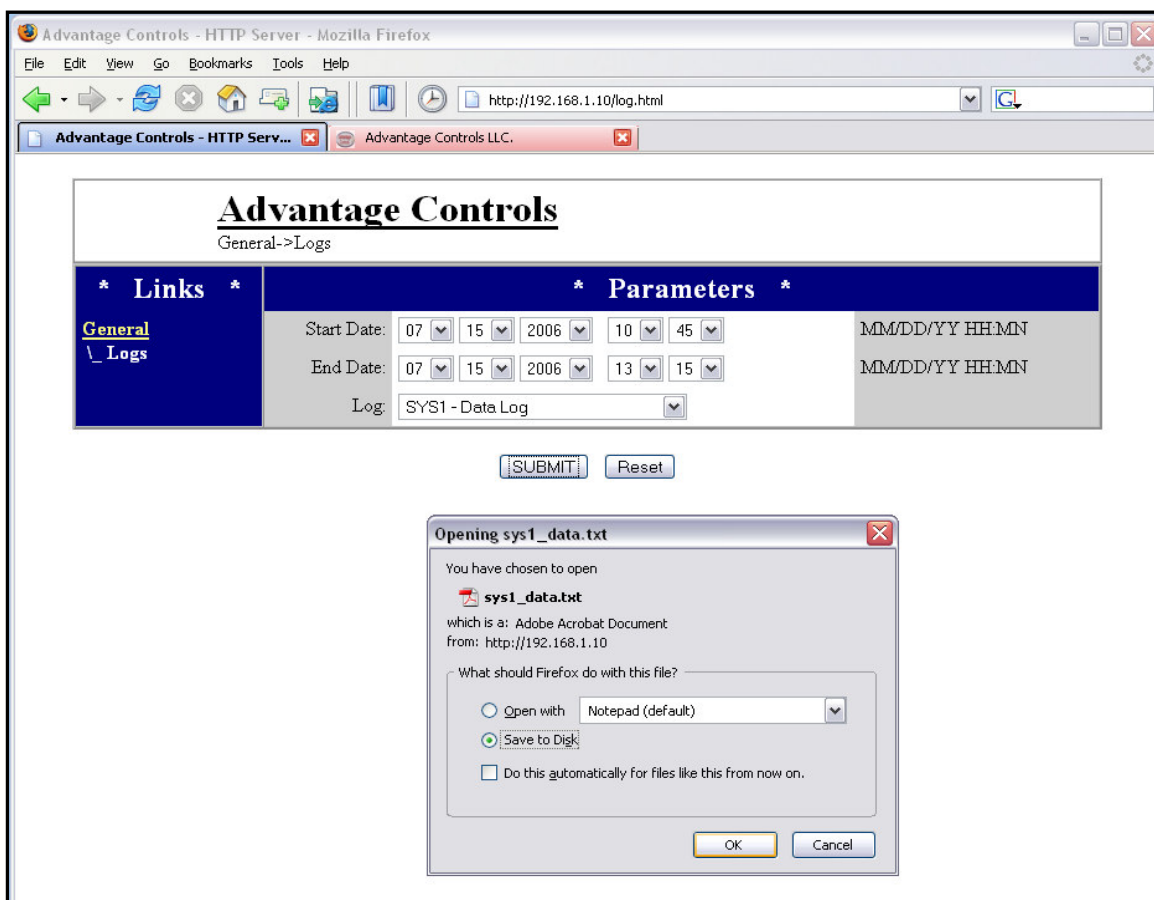 Advantage Controls - HTTP Server - Mozilla Firefox
File Edit View Go Bookmarks Tools Help
http://192.168.1.10/log.html G
Advantage Controls - HTTP Serv... Advantage Controls LLC.
Advantage Controls
General->Logs
* Links * * Parameters *
General
\_ Logs
Start Date: 07 15 2006 10 45 MM/DD/YY HH:MN
End Date: 07 15 2006 13 15 MM/DD/YY HH:MN
Log: SYS1 - Data Log
SUBMIT Reset
Opening sys1_data.txt
You have chosen to open
sys1_data.txt
which is a: Adobe Acrobat Document
from: http://192.168.1.10
What should Firefox do with this file?
Open with Notepad (default)
Save to Disk
Do this automatically for files like this from now on.
OK Cancel